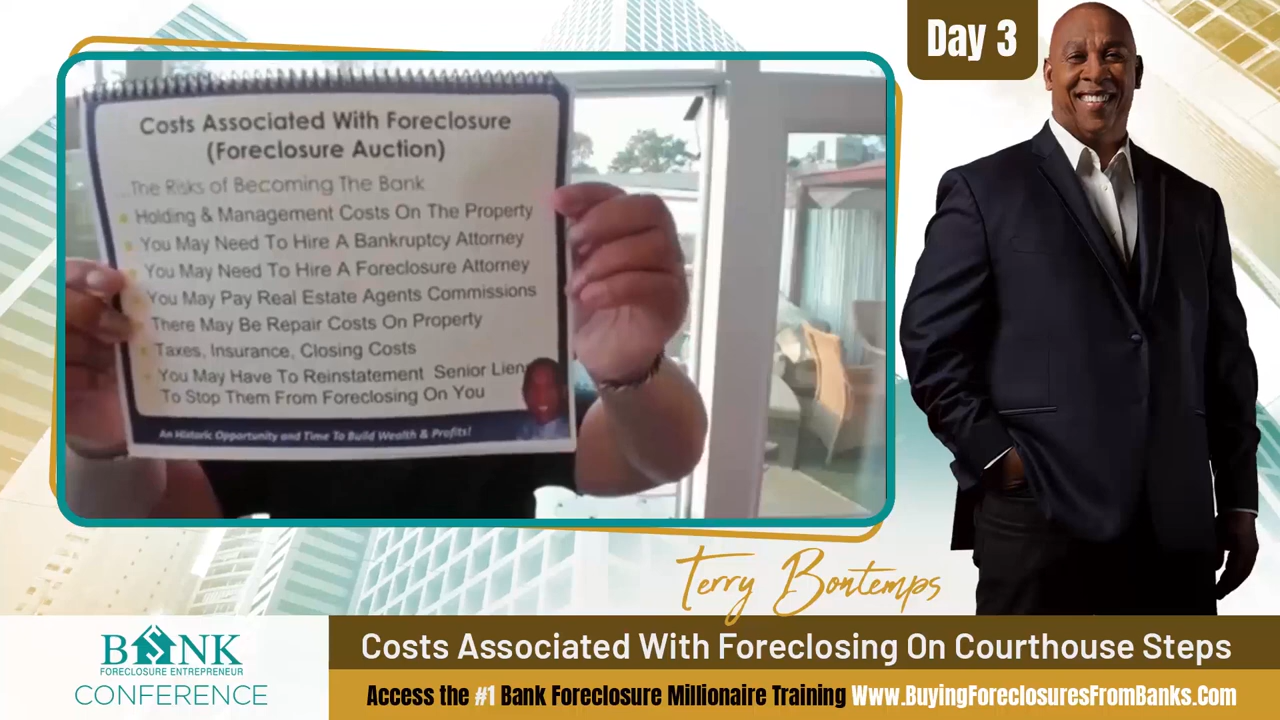 Day 3
Costs Associated With Foreclosure
(Foreclosure Auction)
...The Risks of Becoming The Bank
Holding & Management Costs On The Property
You May Need To Hire A Bankruptcy Attorney
You May Need To Hire A Foreclosure Attorney
You May Pay Real Estate Agents Commissions
There May Be Repair Costs On Property
Taxes, Insurance, Closing Costs
You May Have To Reinstatement Senior Lien
To Stop Them From Foreclosing On You
An Historic Opportunity and Time To Build Wealth & Profits!
Terry Bontemps
BANK
FORECLOSURE ENTREPRENEUR
CONFERENCE
Costs Associated With Foreclosing On Courthouse Steps
Access the #1 Bank Foreclosure Millionaire Training Www.BuyingForeclosuresFromBanks.Com